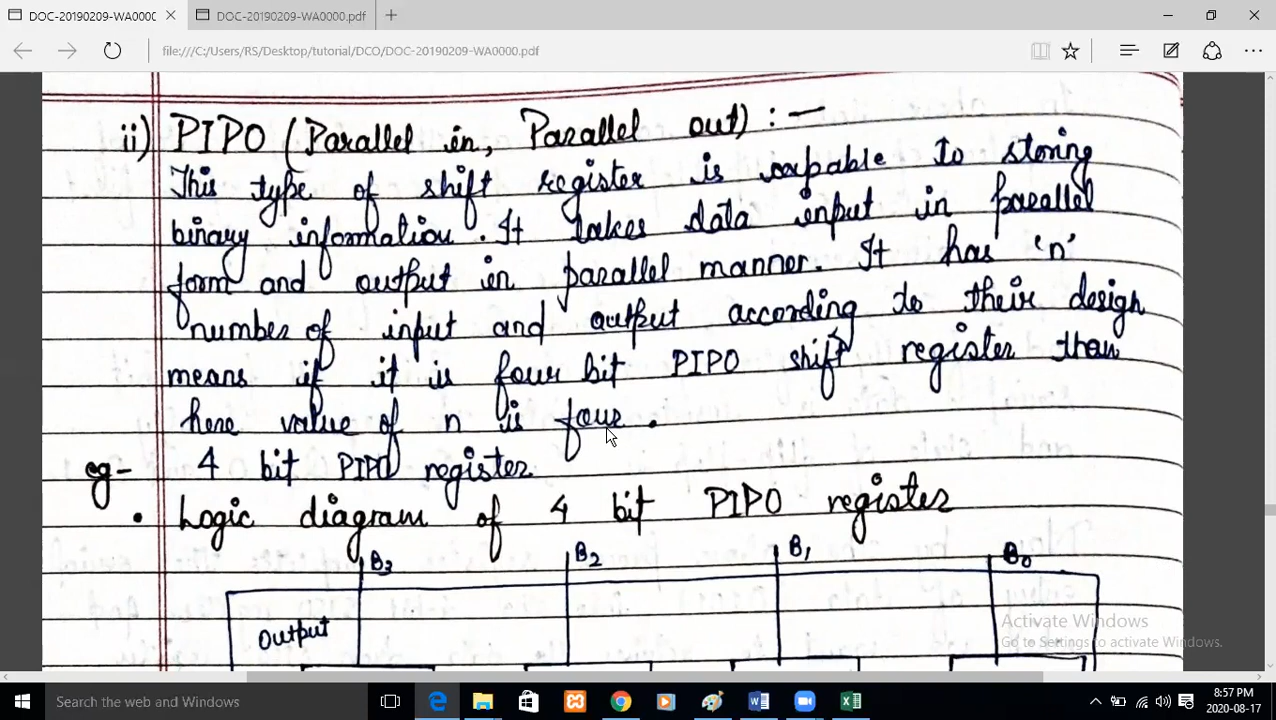 DOC-20190209-WA0000
DOC-20190209-WA0000.pdf
file:///C:/Users/RS/Desktop/tutorial/DCO/DOC-20190209-WA0000.pdf
ii) PIPO (Parallel in, Parallel out) : —
This type of shift register is capable to storing
binary information. It takes data input in parallel
form and output in parallel manner. It has 'n'
number of input and output according to their design
means if it is four bit PIPO shift register than
here value of n is four.
eg- 4 bit PIPO register
• Logic diagram of 4 bit PIPO register
B3 B2 B1 B0
Output
Activate Windows
Go to Settings to activate Windows.
Search the web and Windows
8:57 PM
2020-08-17